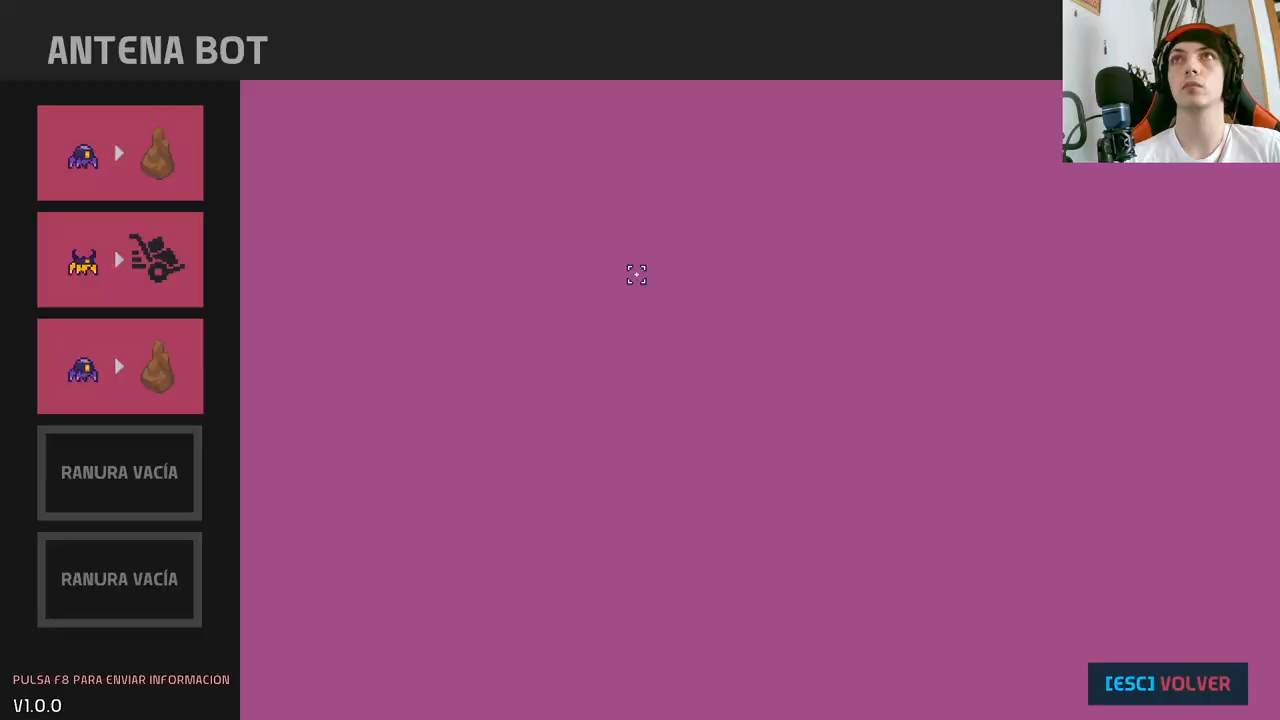 ANTENA BOT
RANURA VACÍA
RANURA VACÍA
PULSA F8 PARA ENVIAR INFORMACIÓN
V1.0.0
[ESC] VOLVER